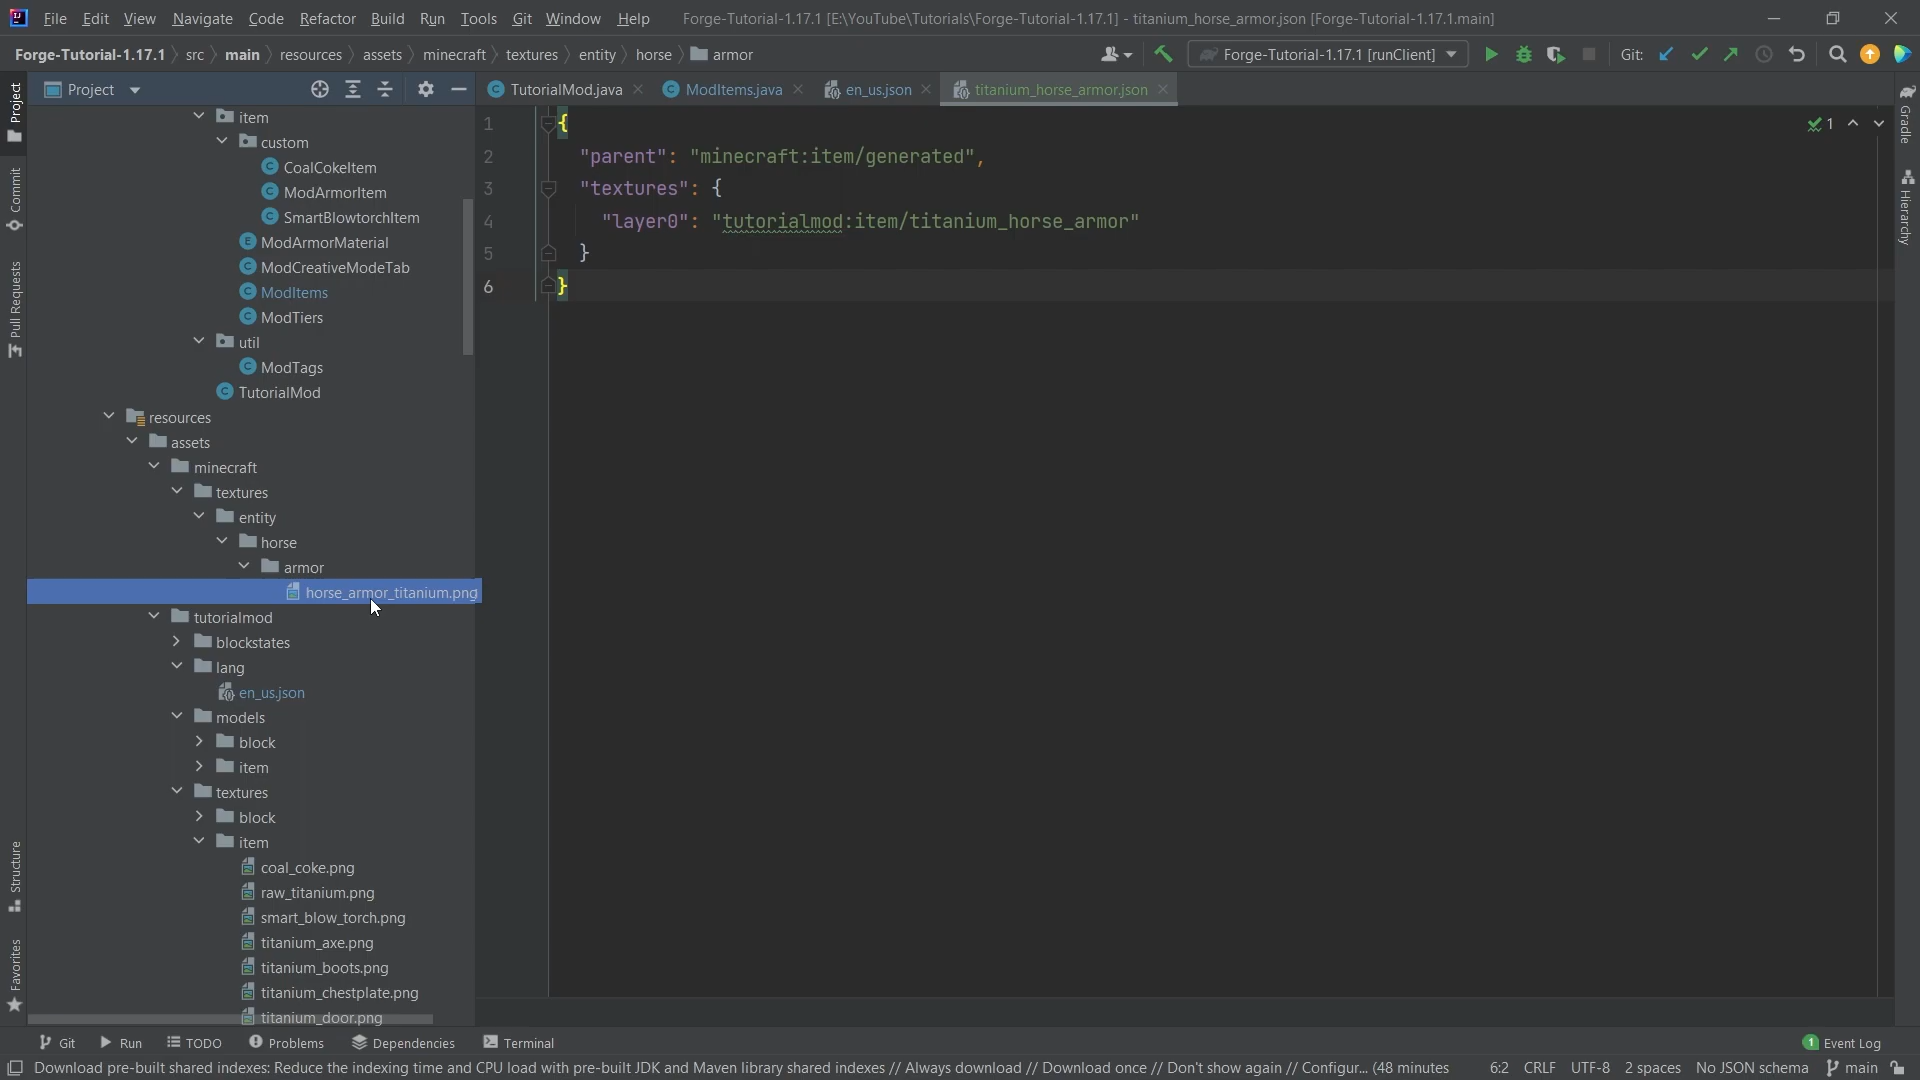 File Edit View Navigate Code Refactor Build Run Tools Git Window Help Forge-Tutorial-1.17.1 [E:\YouTube\Tutorials\Forge-Tutorial-1.17.1] - titanium_horse_armor.json [Forge-Tutorial-1.17.1.main]
Forge-Tutorial-1.17.1 src main resources assets minecraft textures entity horse armor Forge-Tutorial-1.17.1 [runClient] Git:
Project TutorialMod.java ModItems.java en_us.json titanium_horse_armor.json
Project
Commit
Pull Requests
Structure
Favorites
item
custom
CoalCokeItem
ModArmorItem
SmartBlowtorchItem
ModArmorMaterial
ModCreativeModeTab
ModItems
ModTiers
util
ModTags
TutorialMod
resources
assets
minecraft
textures
entity
horse
armor
horse_armor_titanium.png
tutorialmod
blockstates
lang
en_us.json
models
block
item
textures
block
item
coal_coke.png
raw_titanium.png
smart_blow_torch.png
titanium_axe.png
titanium_boots.png
titanium_chestplate.png
titanium_door.png
1 {
2 "parent": "minecraft:item/generated",
3 "textures": {
4 "layer0": "tutorialmod:item/titanium_horse_armor"
5 }
6 }
1
Gradle
Hierarchy
Git Run TODO Problems Dependencies Terminal 1 Event Log
Download pre-built shared indexes: Reduce the indexing time and CPU load with pre-built JDK and Maven library shared indexes // Always download // Download once // Don't show again // Configur... (48 minutes 6:2 CRLF UTF-8 2 spaces No JSON schema main